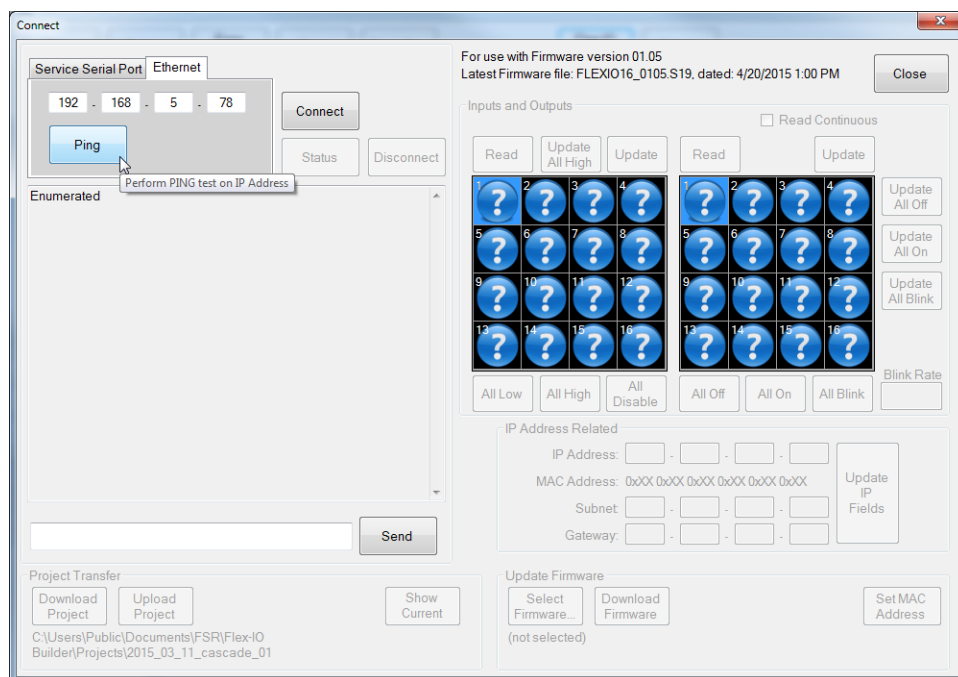 Connect
x
Service Serial Port
Ethernet
192 . 168 . 5 . 78
Ping
Perform PING test on IP Address
Connect
Status
Disconnect
Enumerated
Send
For use with Firmware version 01.05
Latest Firmware file: FLEXIO16_0105.S19, dated: 4/20/2015 1:00 PM
Close
Inputs and Outputs
Read Continuous
Read
Update
All High
Update
Read
Update
1 ? 2 ? 3 ? 4 ?
5 ? 6 ? 7 ? 8 ?
9 ? 10 ? 11 ? 12 ?
13 ? 14 ? 15 ? 16 ?
1 ? 2 ? 3 ? 4 ?
5 ? 6 ? 7 ? 8 ?
9 ? 10 ? 11 ? 12 ?
13 ? 14 ? 15 ? 16 ?
Update
All Off
Update
All On
Update
All Blink
Blink Rate
All Low
All High
All
Disable
All Off
All On
All Blink
IP Address Related
IP Address: . . .
MAC Address: 0xXX 0xXX 0xXX 0xXX 0xXX 0xXX
Subnet: . . .
Gateway: . . .
Update
IP
Fields
Project Transfer
Download
Project
Upload
Project
Show
Current
C:\Users\Public\Documents\FSR\Flex-IO
Builder\Projects\2015_03_11_cascade_01
Update Firmware
Select
Firmware...
Download
Firmware
(not selected)
Set MAC
Address